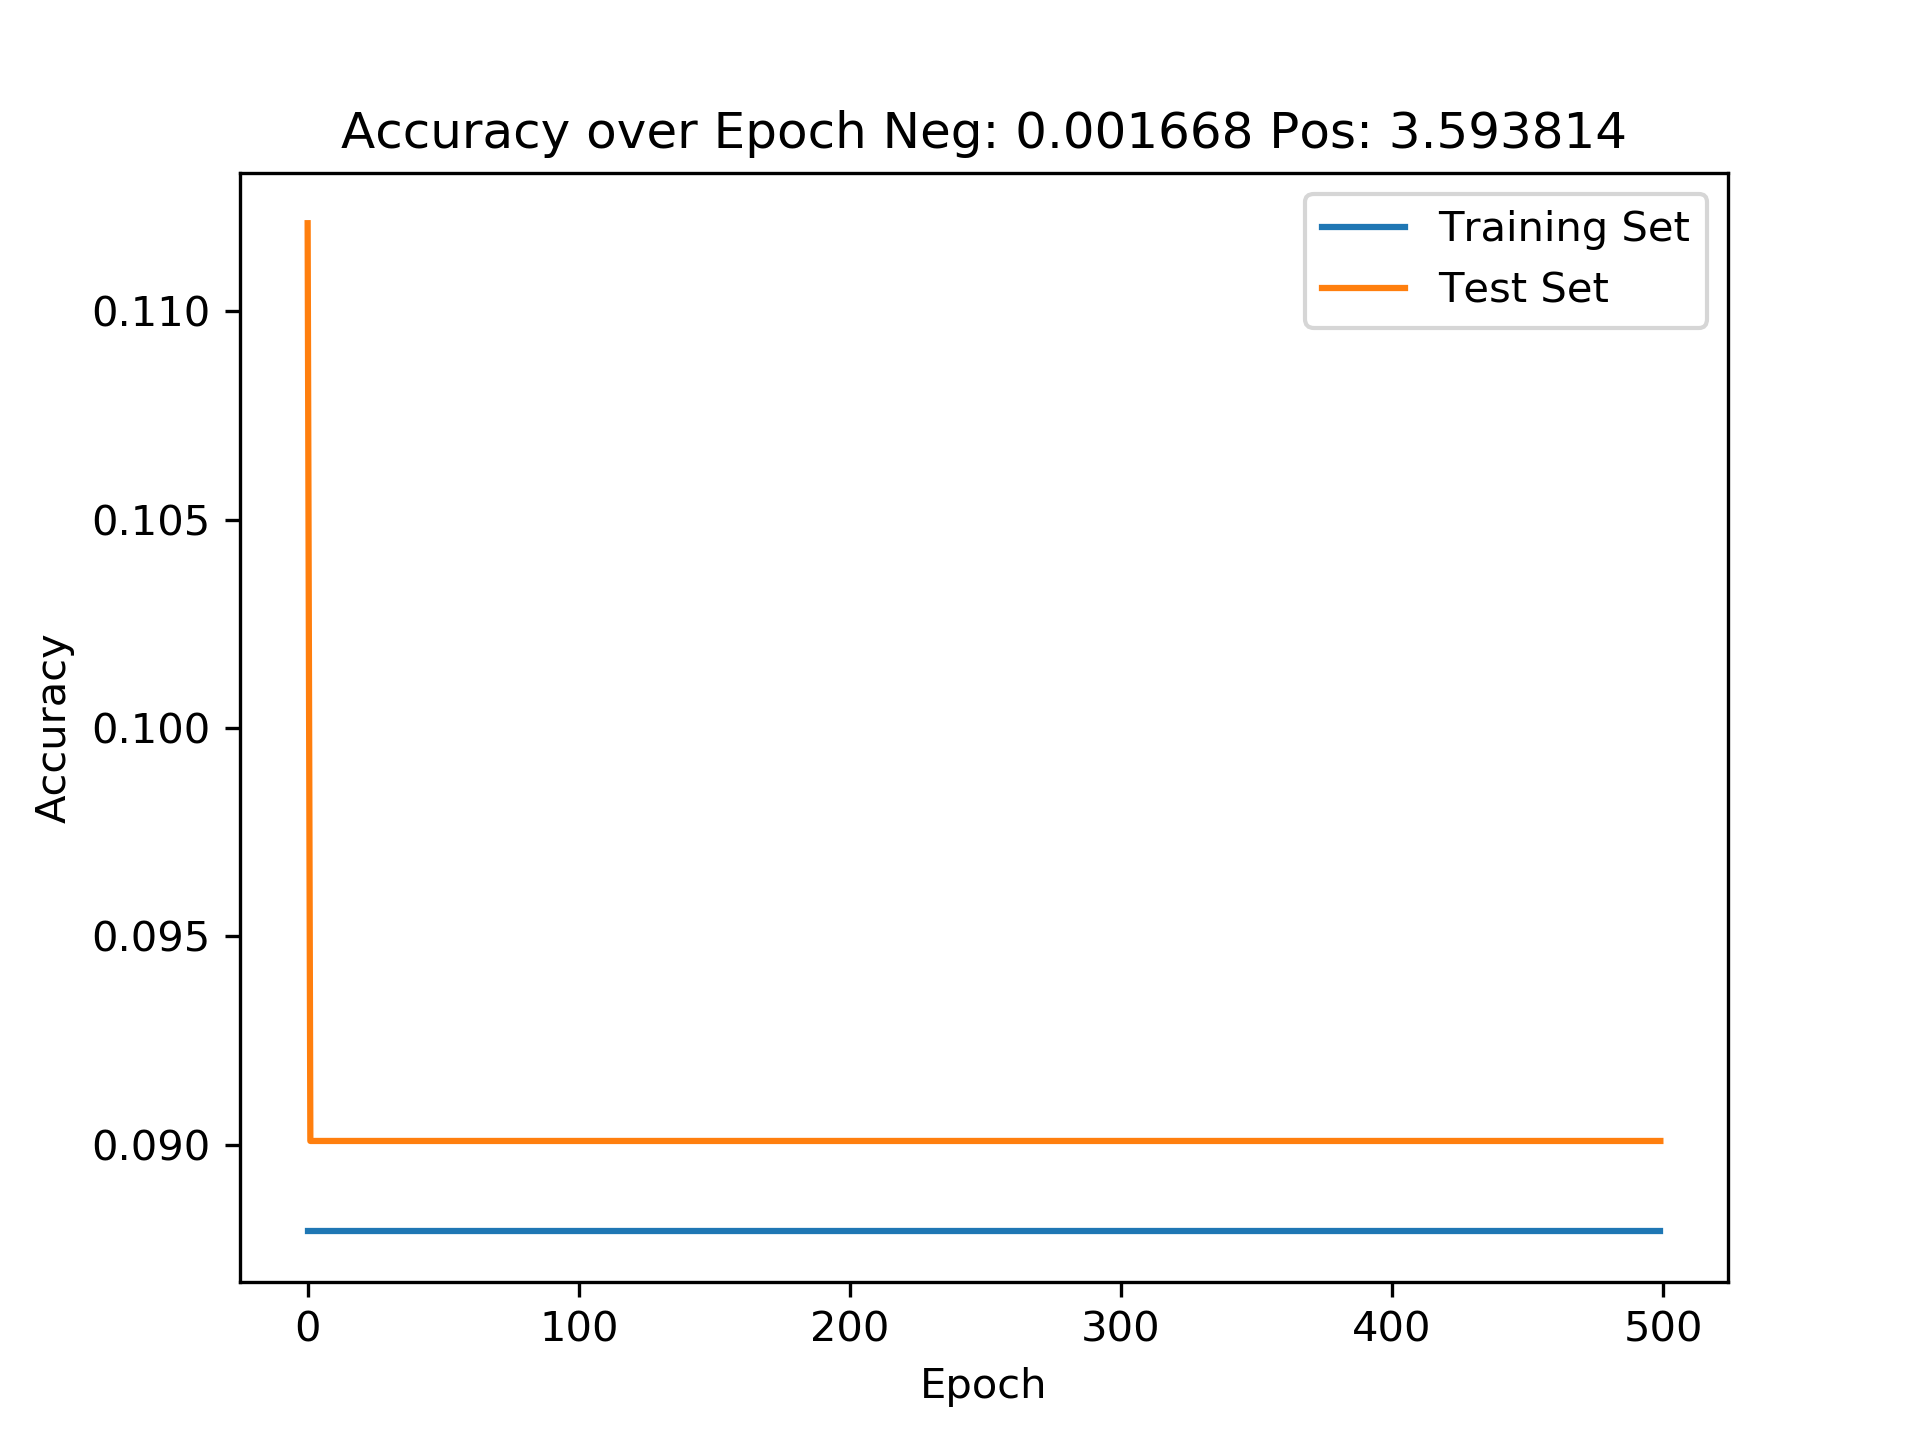 Accuracy over Epoch Neg: 0.001668 Pos: 3.593814
Training Set
Test Set
0.110
0.105
0.100
0.095
0.090
Accuracy
0 100 200 300 400 500
Epoch